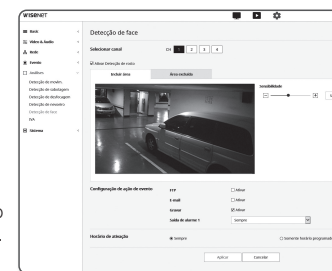 WISENET
Detecção de face
Basic
Vídeo & Áudio
Rede
Evento
Análises
Detecção de movim.
Detecção de sabotagem
Detecção de desfocagem
Detecção de nevoeiro
Detecção de face
IVA
Sistema
Selecionar canal
CH 1 2 3 4
Ativar Detecção de rosto
Incluir área
Área excluída
Sensibilidade
Configuração de ação de evento
FTP
Ativar
E-mail
Ativar
Gravar
Ativar
Saída de alarme 1
Sempre
Horário de ativação
Sempre
Somente horário programado
Aplicar
Cancelar